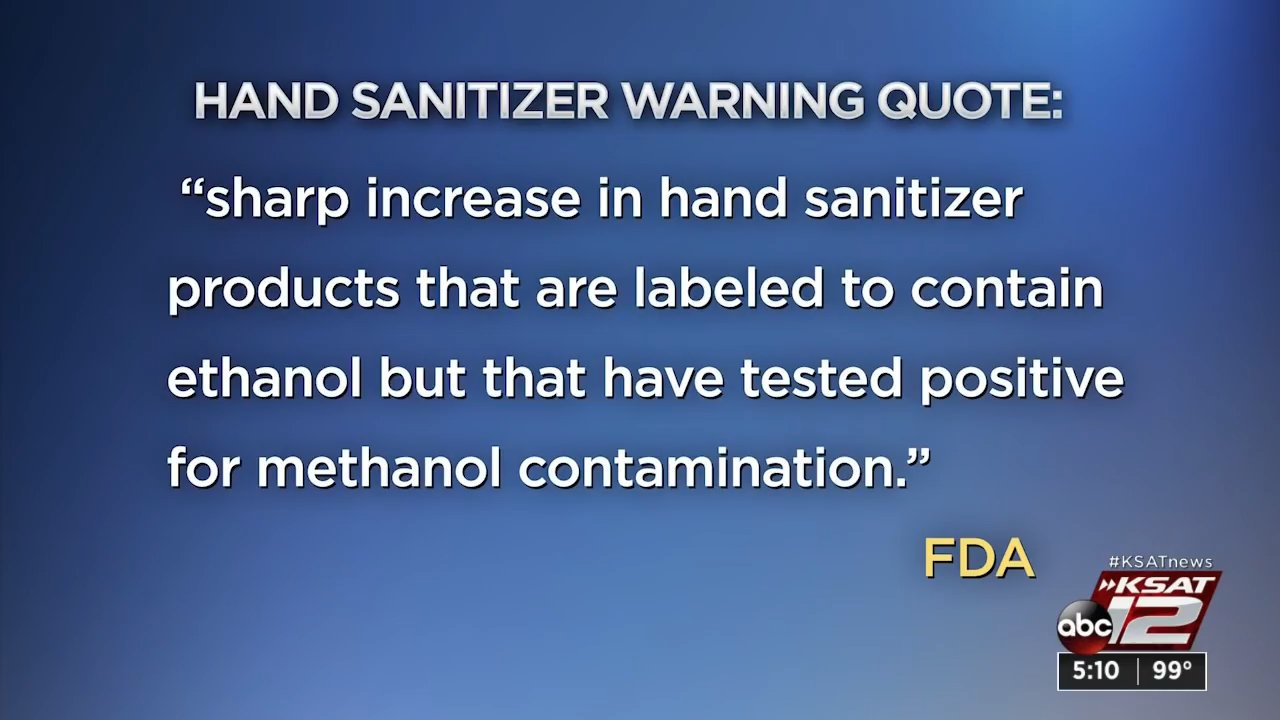 HAND SANITIZER WARNING QUOTE:
“sharp increase in hand sanitizer
products that are labeled to contain
ethanol but that have tested positive
for methanol contamination.”
FDA
#KSATnews
KSAT
abc 12
5:10 99°